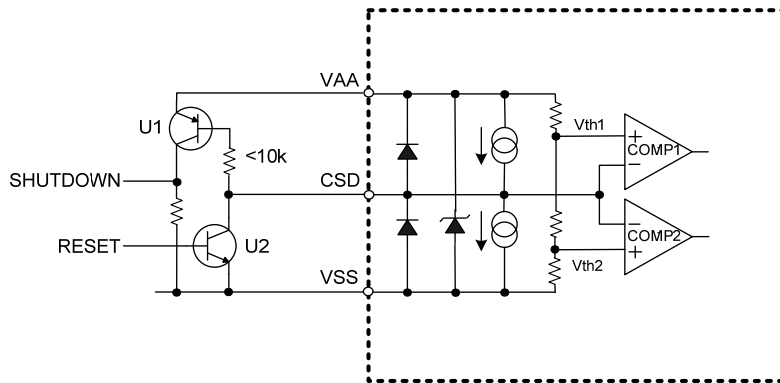 VAA
U1
<10k
SHUTDOWN
CSD
RESET
U2
VSS
Vth1
+
COMP1
−
−
COMP2
+
Vth2